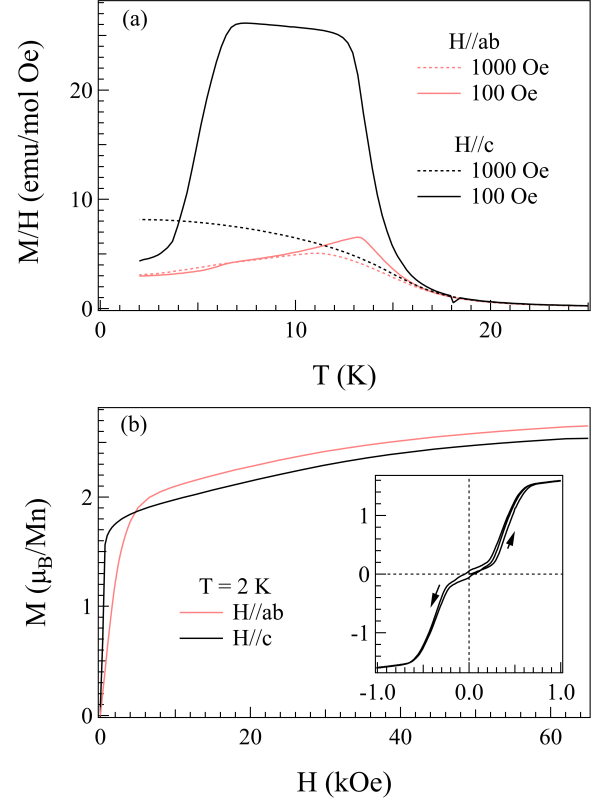 (a)
M/H (emu/mol Oe)
20
10
0
H//ab
1000 Oe
100 Oe
H//c
1000 Oe
100 Oe
0
10
20
T (K)
(b)
M (μB/Mn)
2
1
0
T = 2 K
H//ab
H//c
1
0
-1
-1.0
0.0
1.0
0
20
40
60
H (kOe)